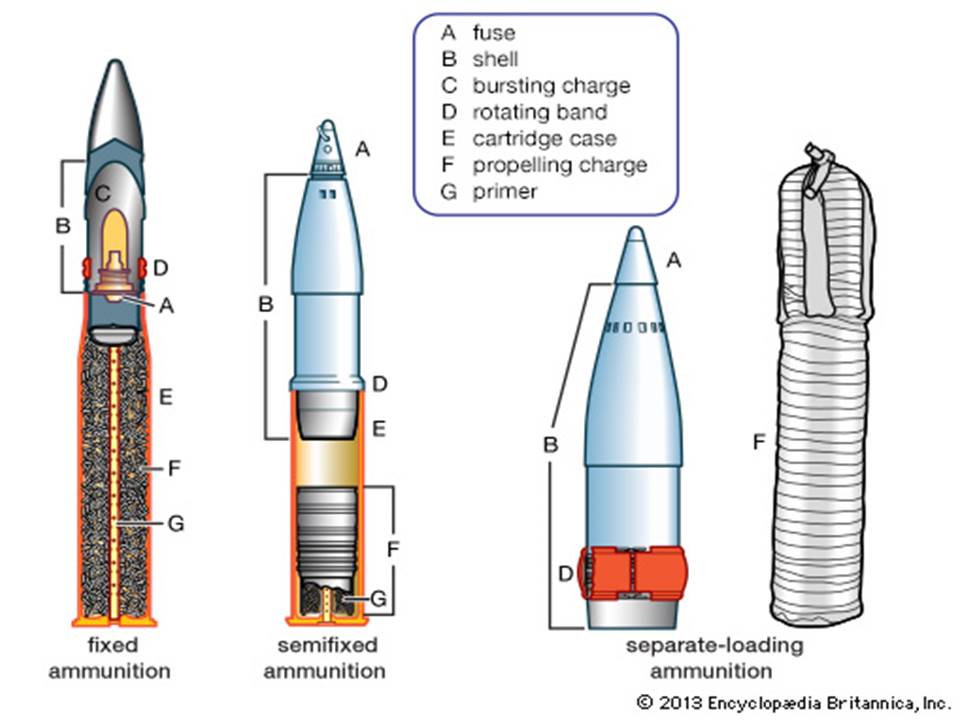 A fuse
B shell
C bursting charge
D rotating band
E cartridge case
F propelling charge
G primer
C
B
D
A
E
F
G
fixed
ammunition
A
B
D
E
F
G
semifixed
ammunition
A
B
D
F
separate-loading
ammunition
© 2013 Encyclopædia Britannica, Inc.